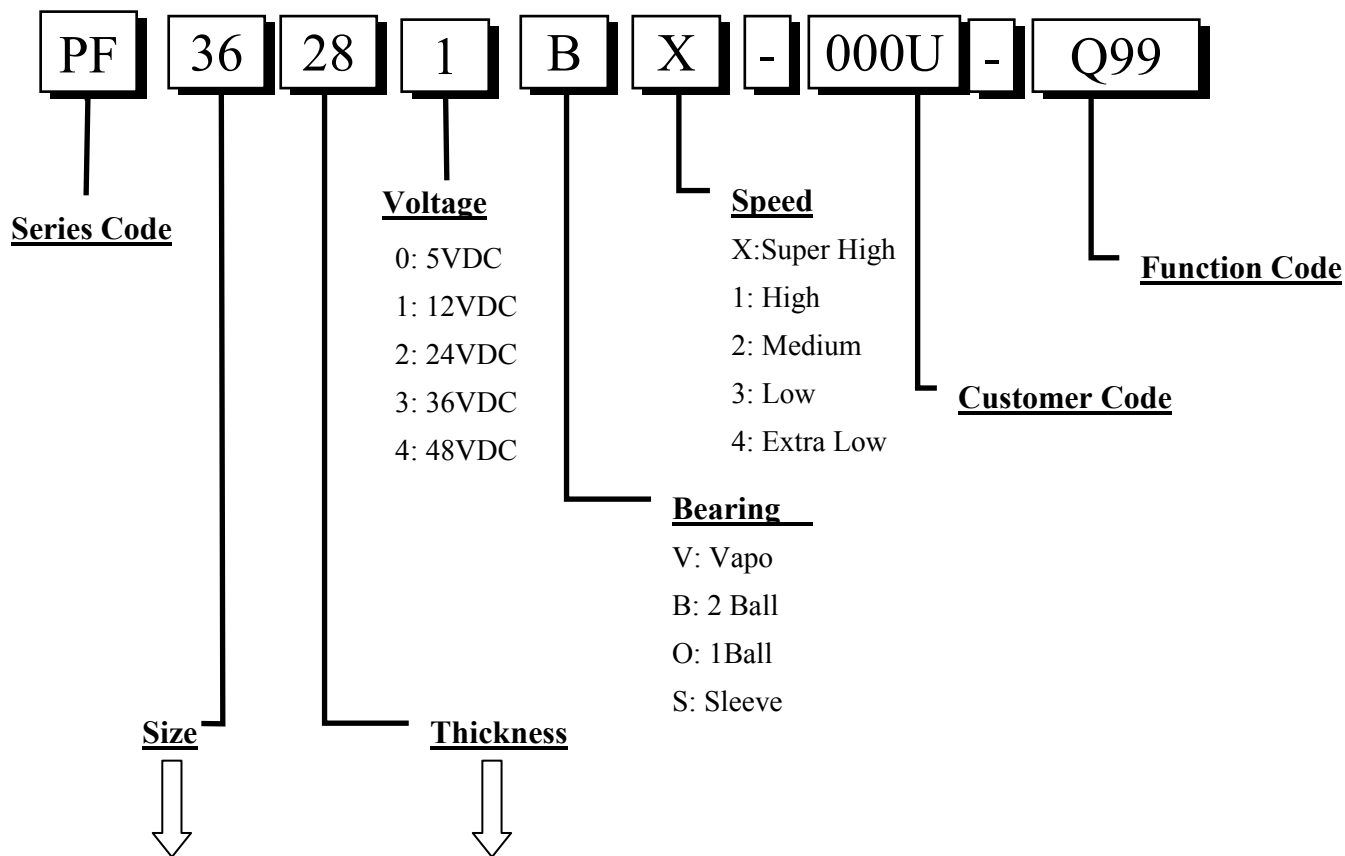 PF 36 28 1 B X - 000U - Q99
Series Code
Voltage
0: 5VDC
1: 12VDC
2: 24VDC
3: 36VDC
4: 48VDC
Speed
X:Super High
1: High
2: Medium
3: Low
4: Extra Low
Function Code
Customer Code
Bearing
V: Vapo
B: 2 Ball
O: 1Ball
S: Sleeve
Size
Thickness